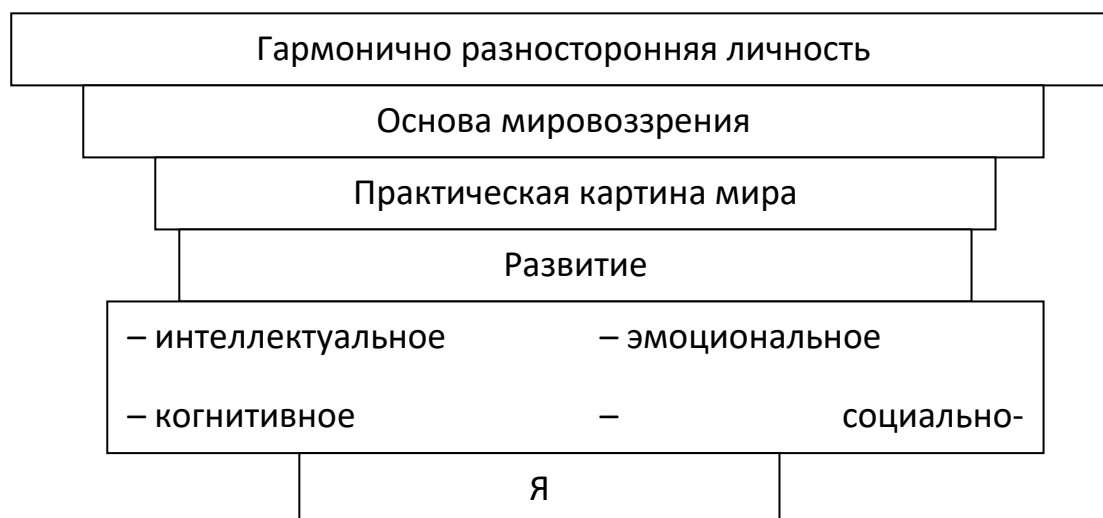 Гармонично разносторонняя личность
Основа мировоззрения
Практическая картина мира
Развитие
– интеллектуальное – эмоциональное
– когнитивное – социально-
Я